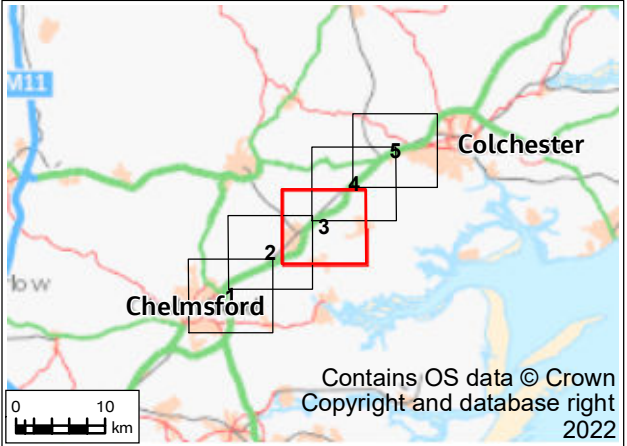 M11
5
Colchester
4
3
2
low
1
Chelmsford
Contains OS data © Crown
Copyright and database right
2022
0 10
km